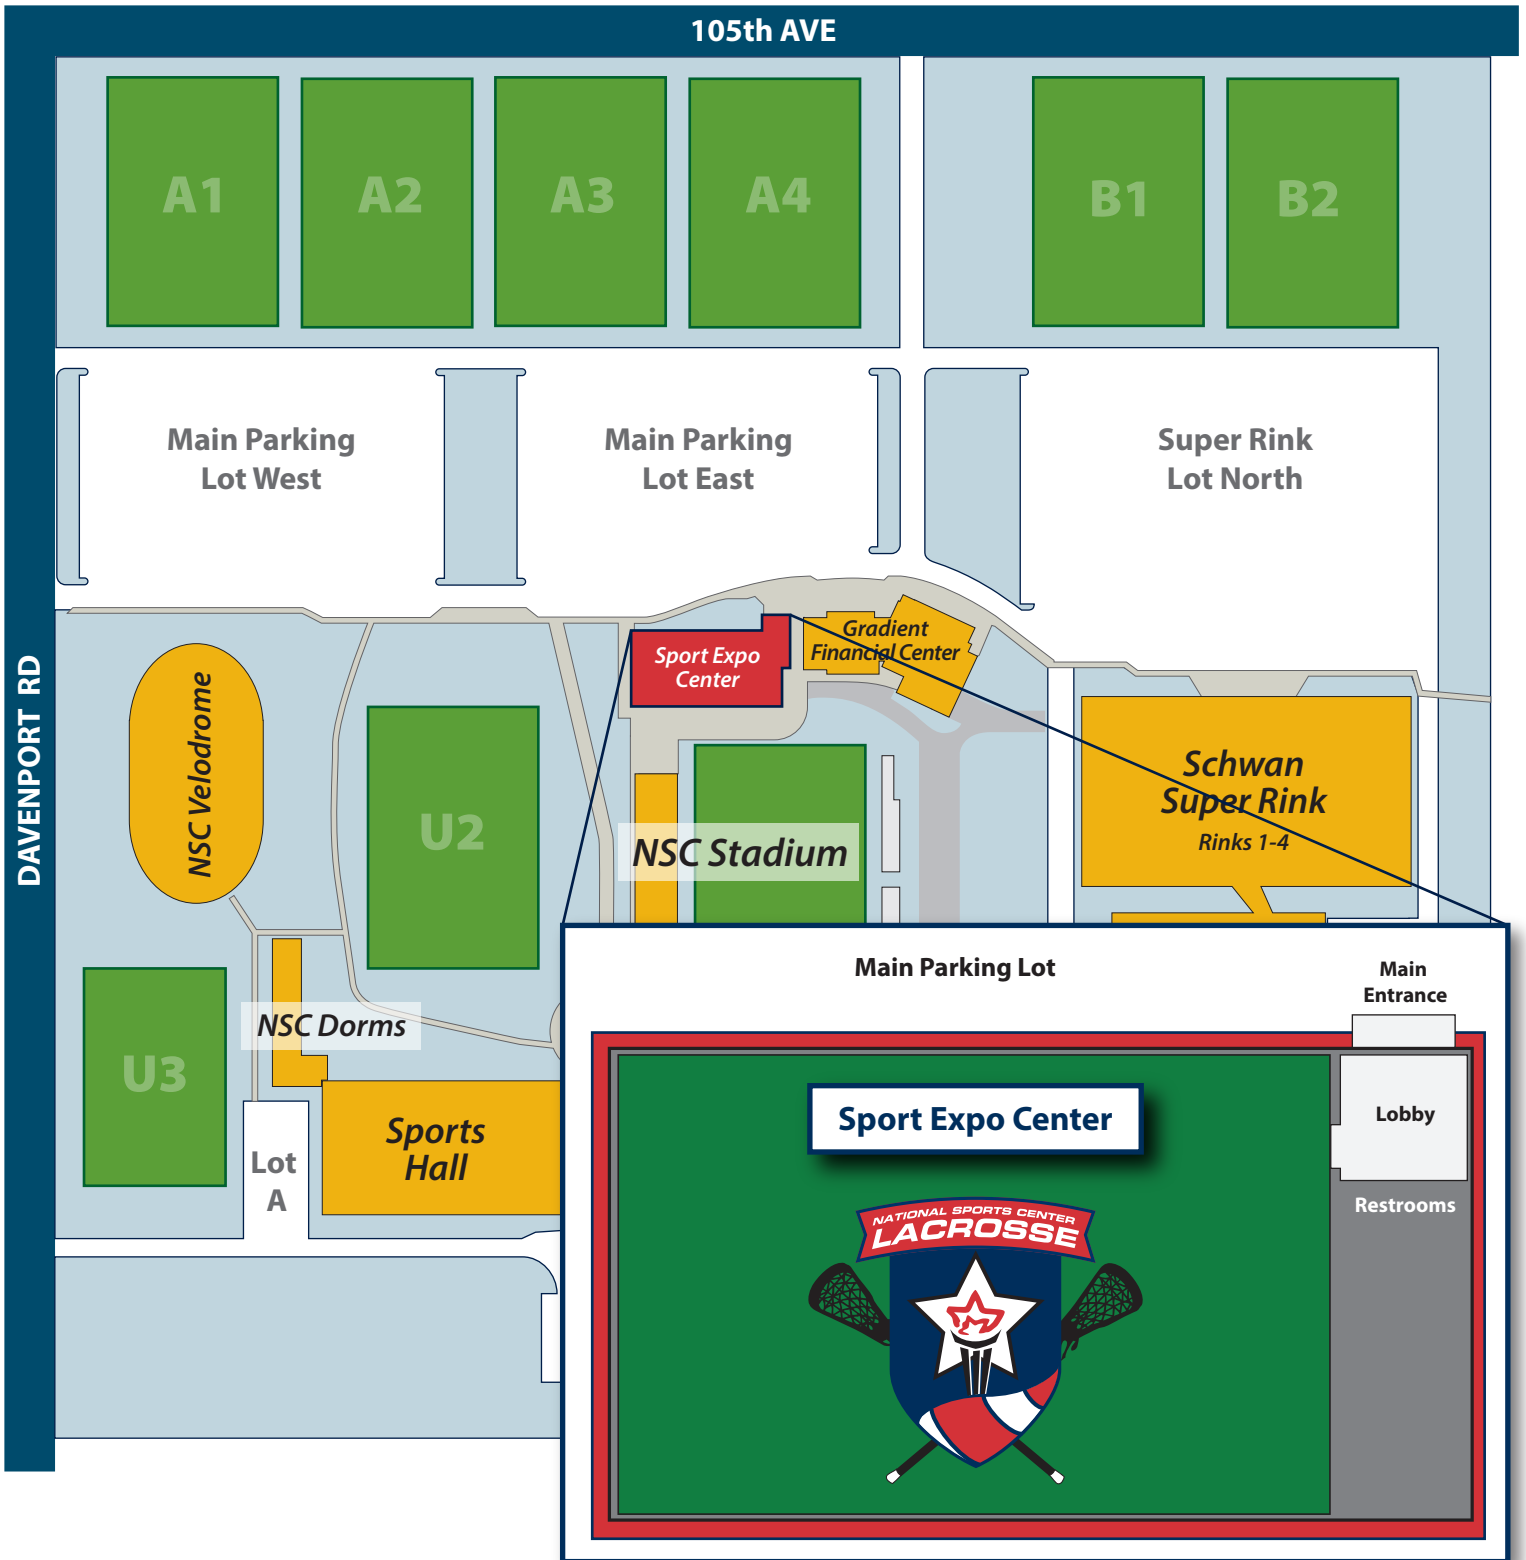 105th AVE
A1
A2
A3
A4
B1
B2
Main Parking
Lot West
Main Parking
Lot East
Super Rink
Lot North
DAVENPORT RD
NSC Velodrome
U2
Sport Expo
Center
Gradient
Financial Center
NSC Stadium
Schwan
Super Rink
Rinks 1-4
U3
NSC Dorms
Lot
A
Sports
Hall
Main Parking Lot
Main
Entrance
Sport Expo Center
Lobby
Restrooms
NATIONAL SPORTS CENTER
LACROSSE